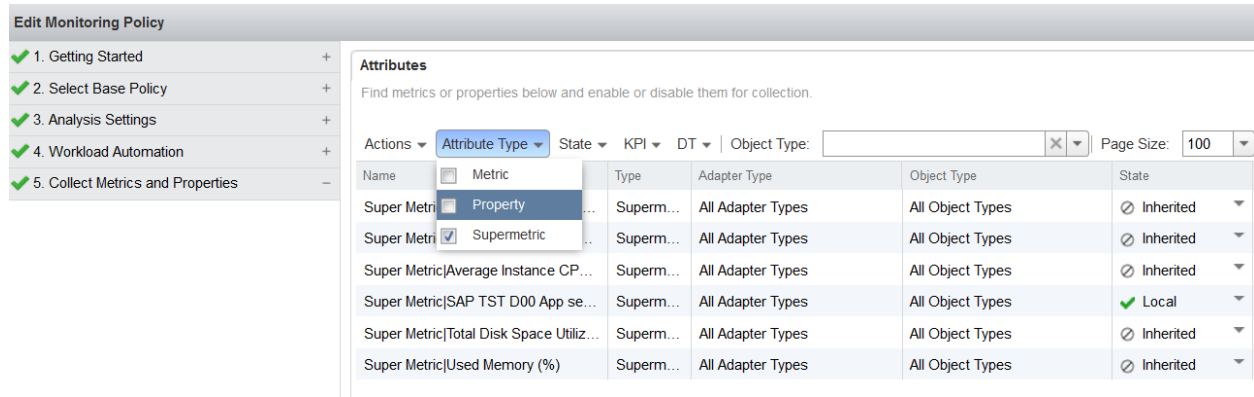 Edit Monitoring Policy
1. Getting Started +
2. Select Base Policy +
3. Analysis Settings +
4. Workload Automation +
5. Collect Metrics and Properties −
Attributes
Find metrics or properties below and enable or disable them for collection.
Actions Attribute Type State KPI DT Object Type: Page Size: 100
Metric
Property
Supermetric
Name Type Adapter Type Object Type State
Super Metri ... Superm... All Adapter Types All Object Types Inherited
Super Metri .. Superm... All Adapter Types All Object Types Inherited
Super Metric|Average Instance CP... Superm... All Adapter Types All Object Types Inherited
Super Metric|SAP TST D00 App se... Superm... All Adapter Types All Object Types Local
Super Metric|Total Disk Space Utiliz... Superm... All Adapter Types All Object Types Inherited
Super Metric|Used Memory (%) Superm... All Adapter Types All Object Types Inherited